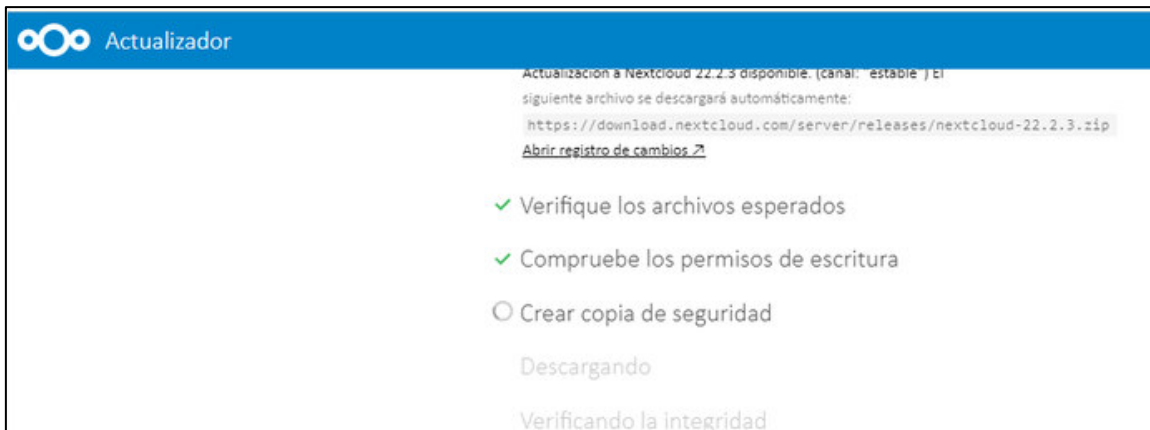 Actualizador
Actualización a Nextcloud 22.2.3 disponible. (canal: "estable") El
siguiente archivo se descargará automáticamente:
https://download.nextcloud.com/server/releases/nextcloud-22.2.3.zip
Abrir registro de cambios ↗
Verifique los archivos esperados
Compruebe los permisos de escritura
Crear copia de seguridad
Descargando
Verificando la integridad